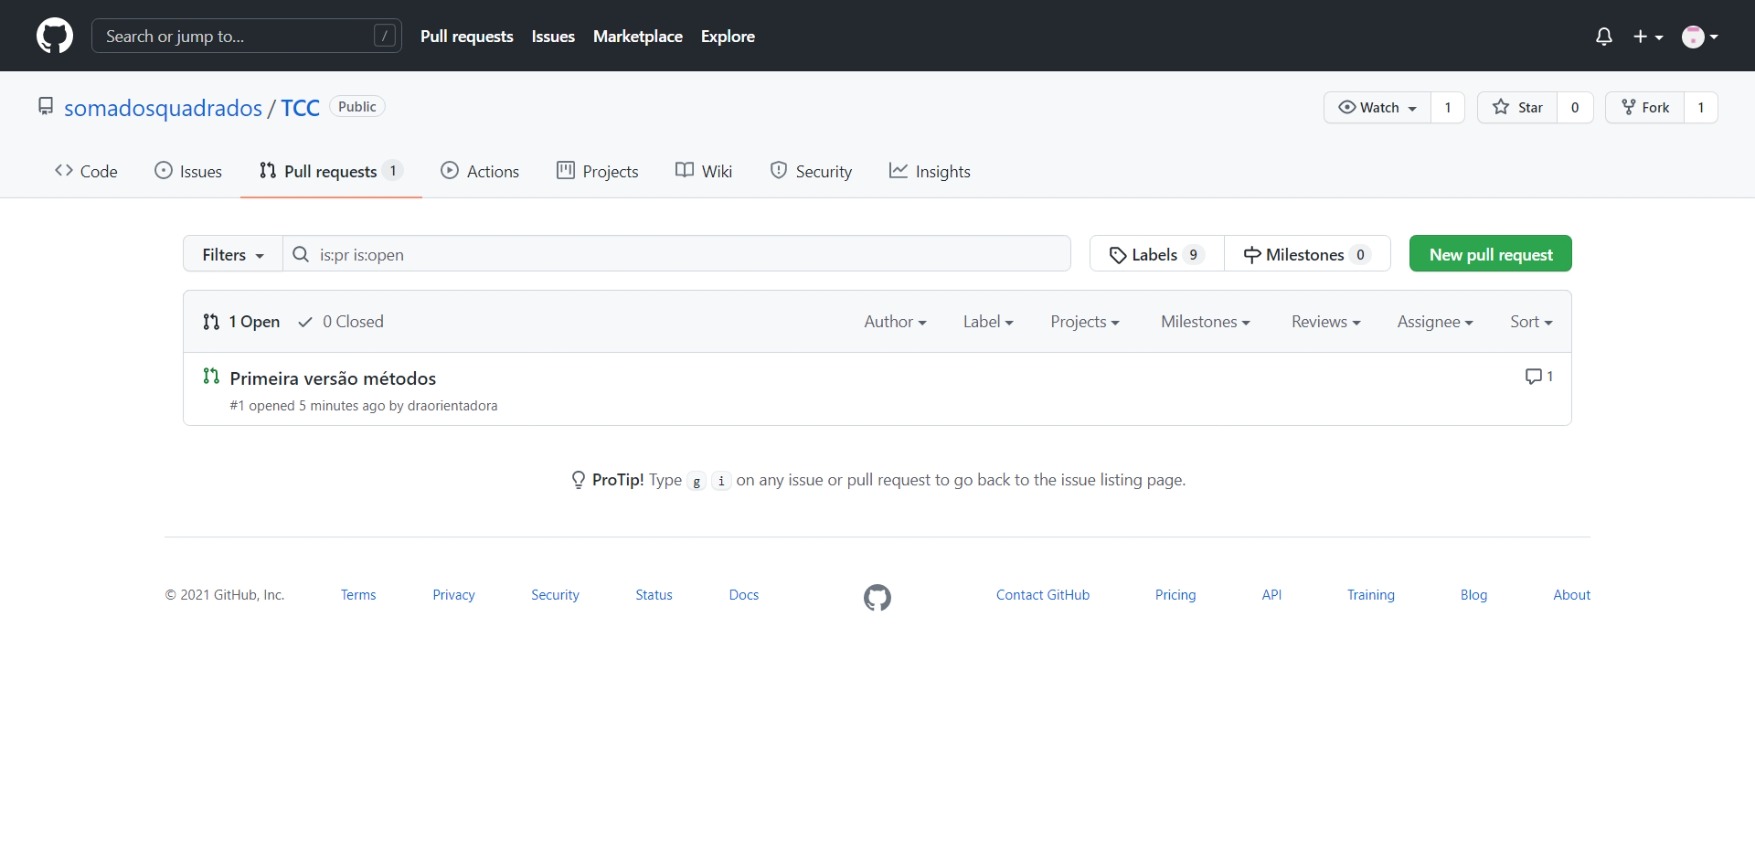 Search or jump to... / Pull requests Issues Marketplace Explore
somadosquadrados / TCC Public Watch 1 Star 0 Fork 1
Code Issues Pull requests 1 Actions Projects Wiki Security Insights
Filters is:pr is:open Labels 9 Milestones 0 New pull request
1 Open 0 Closed Author Label Projects Milestones Reviews Assignee Sort
Primeira versão métodos 1
#1 opened 5 minutes ago by draorientadora
ProTip! Type g i on any issue or pull request to go back to the issue listing page.
© 2021 GitHub, Inc. Terms Privacy Security Status Docs Contact GitHub Pricing API Training Blog About